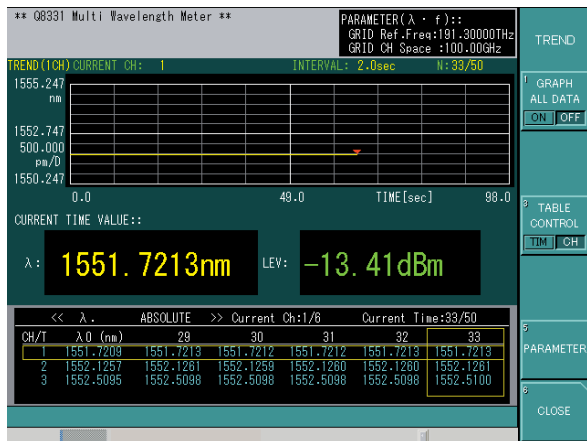 ** Q8331 Multi Wavelength Meter **
PARAMETER(λ · f)::
GRID Ref.Freq:191.30000THz
GRID CH Space :100.00GHz
TREND(1CH) CURRENT CH: 1 INTERVAL: 2.0sec N:33/50
1555.247
nm
1552.747
500.000
pm/D
1550.247
0.0 49.0 TIME[sec] 98.0
CURRENT TIME VALUE::
λ: 1551.7213nm LEV: -13.41dBm
<< λ. ABSOLUTE >> Current Ch:1/6 Current Time:33/50
CH/T λ0 (nm) 29 30 31 32 33
1 1551.7209 1551.7213 1551.7212 1551.7212 1551.7213 1551.7213
2 1552.1257 1552.1261 1552.1259 1552.1260 1552.1260 1552.1261
3 1552.5095 1552.5098 1552.5098 1552.5098 1552.5098 1552.5100
TREND
1 GRAPH
ALL DATA
ON OFF
3 TABLE
CONTROL
TIM CH
5
PARAMETER
6
CLOSE